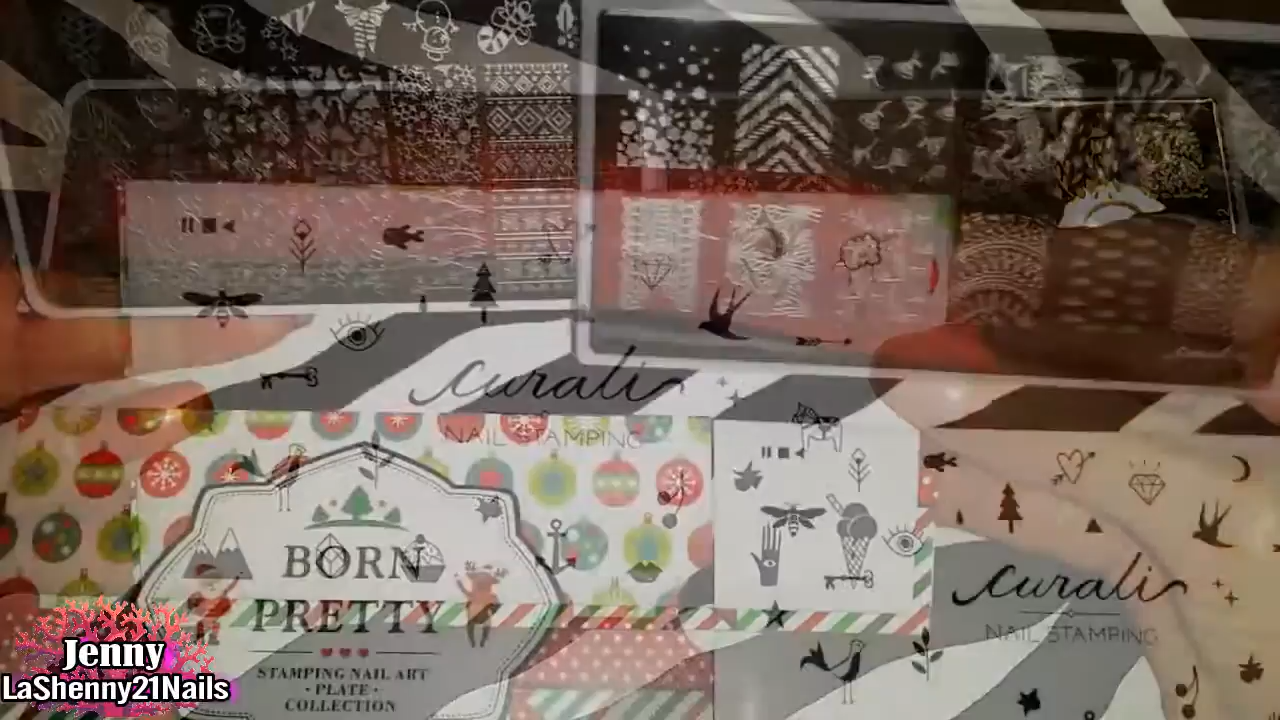 curali
NAIL STAMPING
BORN
PRETTY
STAMPING NAIL ART
· PLATE ·
COLLECTION
curali
NAIL STAMPING
Jenny
LaShenny21Nails